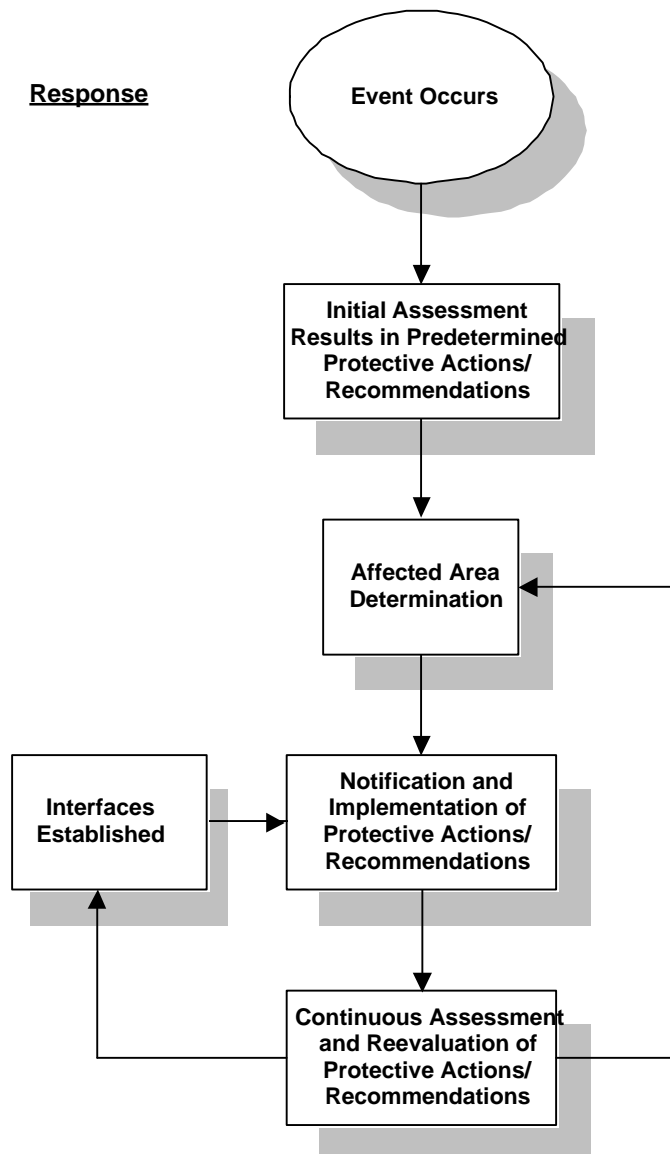 Response
Event Occurs
Initial Assessment
Results in Predetermined
Protective Actions/
Recommendations
Affected Area
Determination
Interfaces
Established
Notification and
Implementation of
Protective Actions/
Recommendations
Continuous Assessment
and Reevaluation of
Protective Actions/
Recommendations